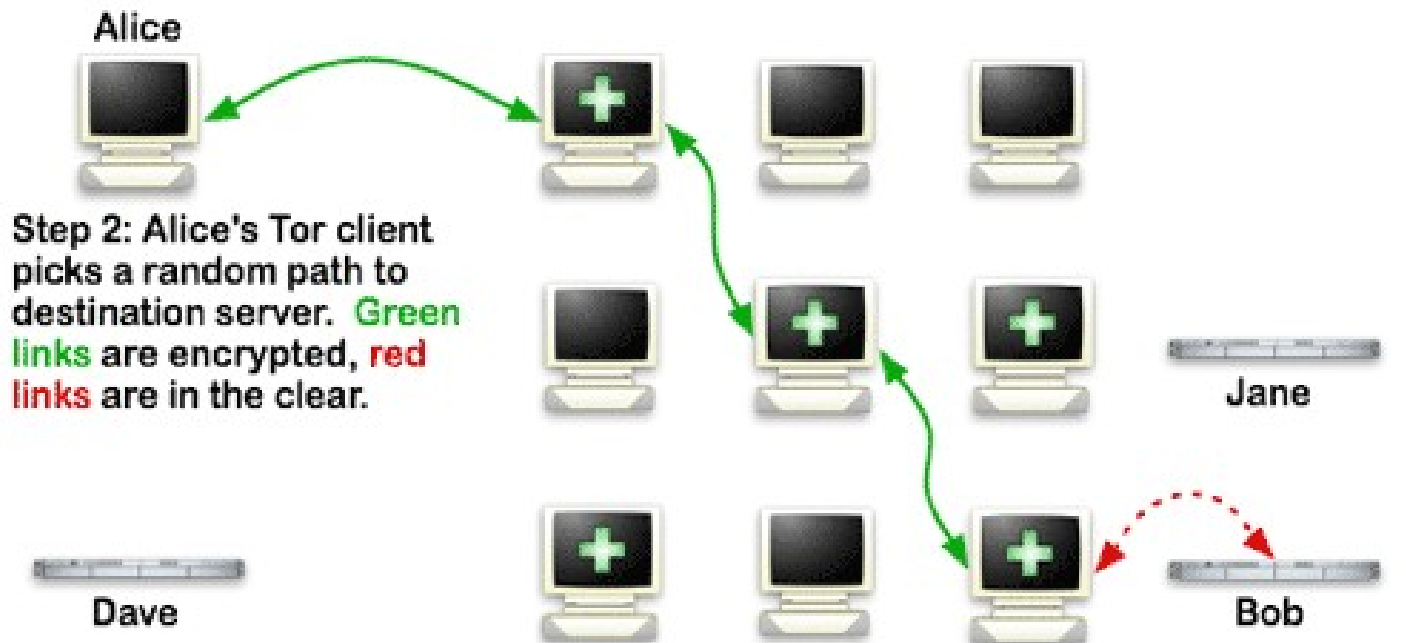 Alice
Step 2: Alice's Tor client
picks a random path to
destination server. Green
links are encrypted, red
links are in the clear.
Jane
Dave
Bob